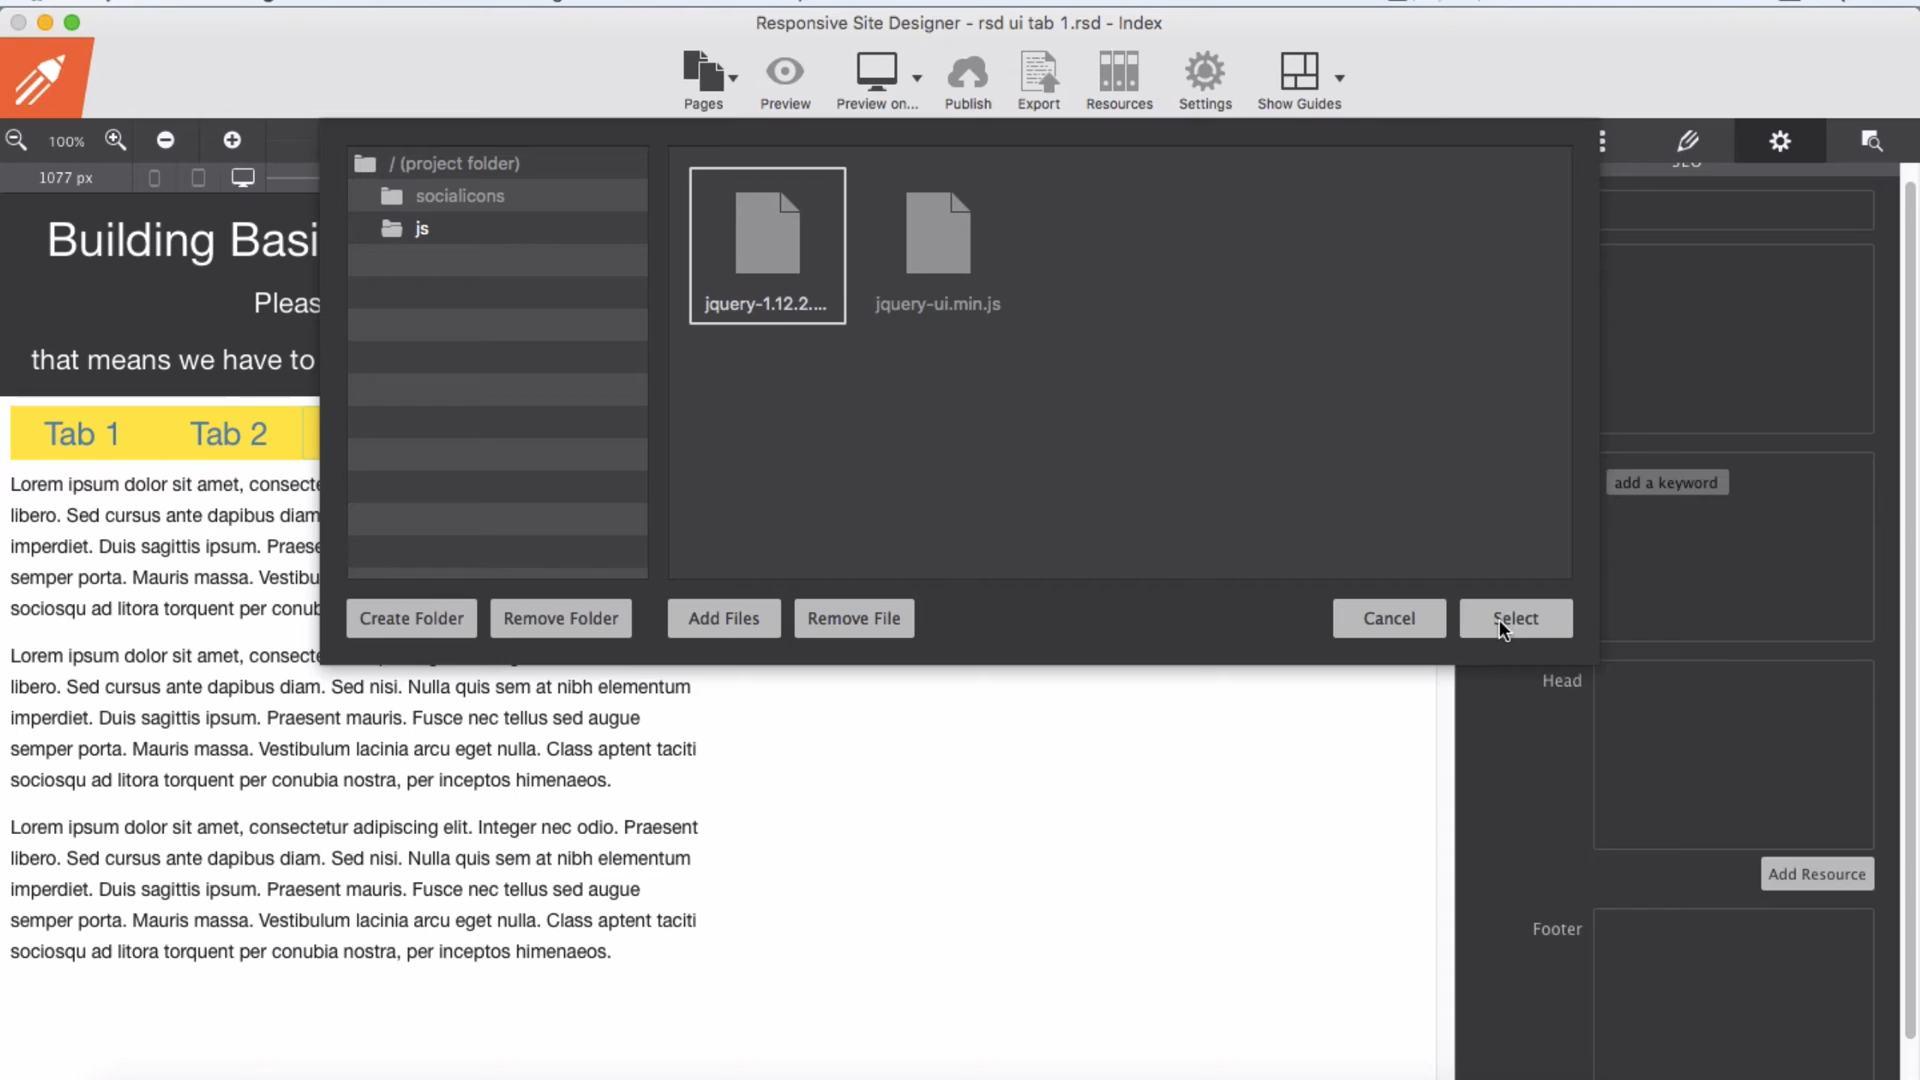 Responsive Site Designer - rsd ui tab 1.rsd - Index
Pages
Preview
Preview on...
Publish
Export
Resources
Settings
Show Guides
100%
1077 px
/ (project folder)
socialicons
js
jquery-1.12.2....
jquery-ui.min.js
Create Folder
Remove Folder
Add Files
Remove File
Cancel
Select
Building Basi
Pleas
that means we have to
Tab 1
Tab 2
Lorem ipsum dolor sit amet, consecte
libero. Sed cursus ante dapibus diam
imperdiet. Duis sagittis ipsum. Praese
semper porta. Mauris massa. Vestibu
sociosqu ad litora torquent per conub
Lorem ipsum dolor sit amet, consecte
libero. Sed cursus ante dapibus diam. Sed nisi. Nulla quis sem at nibh elementum
imperdiet. Duis sagittis ipsum. Praesent mauris. Fusce nec tellus sed augue
semper porta. Mauris massa. Vestibulum lacinia arcu eget nulla. Class aptent taciti
sociosqu ad litora torquent per conubia nostra, per inceptos himenaeos.
Lorem ipsum dolor sit amet, consectetur adipiscing elit. Integer nec odio. Praesent
libero. Sed cursus ante dapibus diam. Sed nisi. Nulla quis sem at nibh elementum
imperdiet. Duis sagittis ipsum. Praesent mauris. Fusce nec tellus sed augue
semper porta. Mauris massa. Vestibulum lacinia arcu eget nulla. Class aptent taciti
sociosqu ad litora torquent per conubia nostra, per inceptos himenaeos.
SEO
add a keyword
Head
Add Resource
Footer